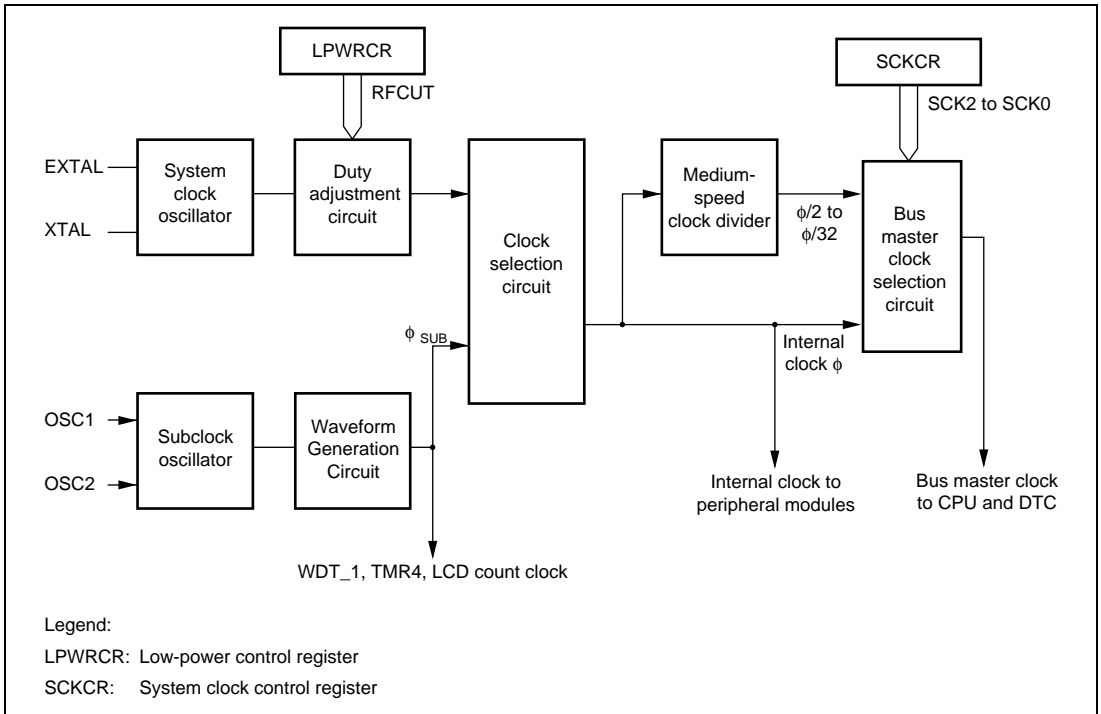 LPWRCR
RFCUT
SCKCR
SCK2 to SCK0
EXTAL
XTAL
System
clock
oscillator
Duty
adjustment
circuit
Clock
selection
circuit
Medium-
speed
clock divider
ϕ/2 to
ϕ/32
Bus
master
clock
selection
circuit
ϕ SUB
Internal
clock ϕ
OSC1
OSC2
Subclock
oscillator
Waveform
Generation
Circuit
Internal clock to
peripheral modules
Bus master clock
to CPU and DTC
WDT_1, TMR4, LCD count clock
Legend:
LPWRCR: Low-power control register
SCKCR: System clock control register